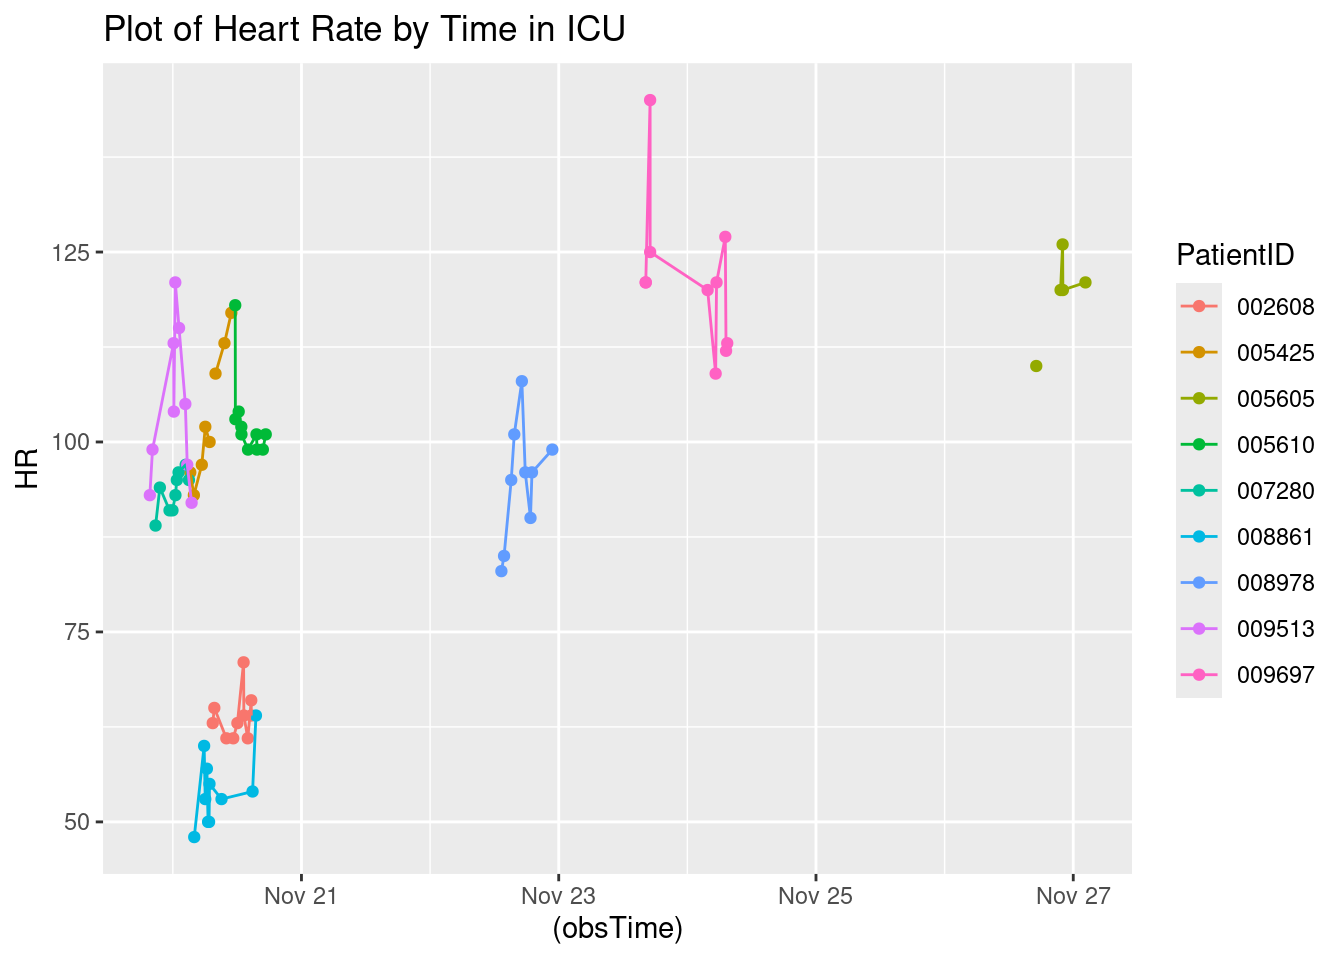 Plot of Heart Rate by Time in ICU
HR
125
100
75
50
Nov 21
Nov 23
Nov 25
Nov 27
(obsTime)
PatientID
002608
005425
005605
005610
007280
008861
008978
009513
009697